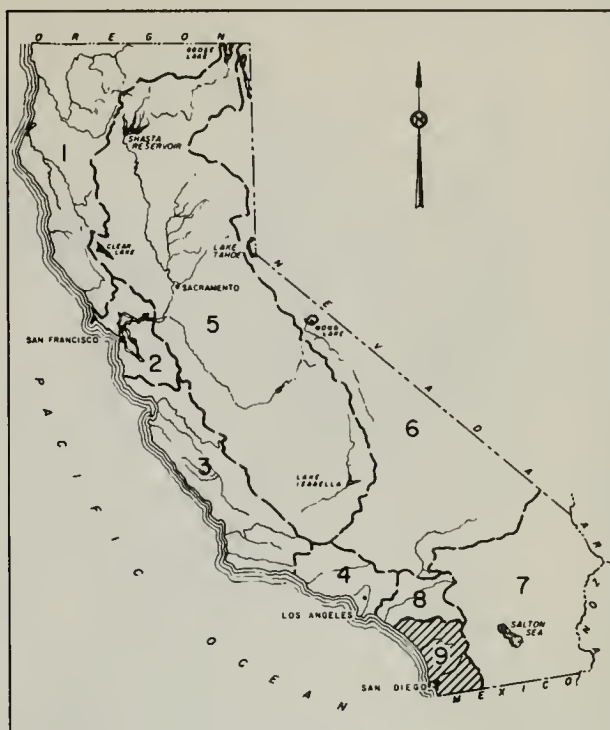 OREGON
GOOSE LAKE
SHASTA RESERVOIR
1
CLEAR LAKE
LAKE TAHOE
SACRAMENTO
NEVADA
MONO LAKE
5
SAN FRANCISCO
2
6
PACIFIC OCEAN
3
LAKE ISABELLA
ARIZONA
4
7
8
LOS ANGELES
SALTON SEA
9
SAN DIEGO
MEXICO
N